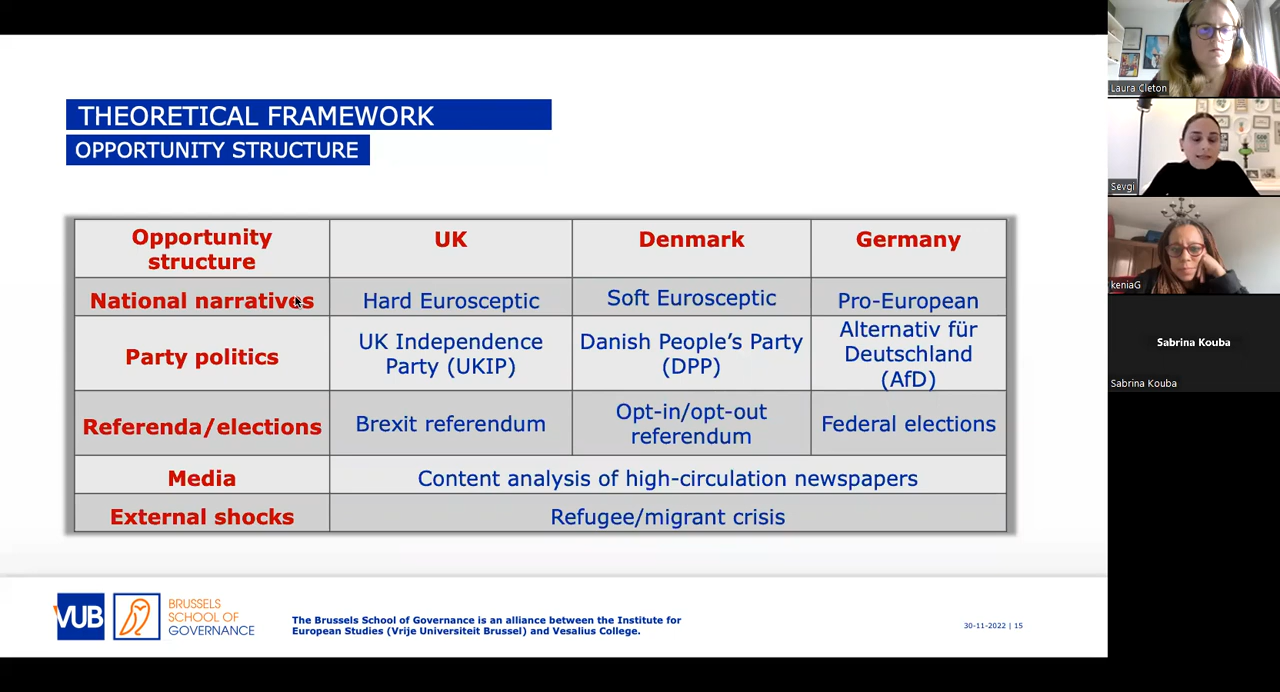 THEORETICAL FRAMEWORK
OPPORTUNITY STRUCTURE
Opportunity
structure
UK
Denmark
Germany
National narratives
Hard Eurosceptic
Soft Eurosceptic
Pro-European
Party politics
UK Independence
Party (UKIP)
Danish People’s Party
(DPP)
Alternativ für
Deutschland
(AfD)
Referenda/elections
Brexit referendum
Opt-in/opt-out
referendum
Federal elections
Media
Content analysis of high-circulation newspapers
External shocks
Refugee/migrant crisis
VUB
BRUSSELS
SCHOOL OF
GOVERNANCE
The Brussels School of Governance is an alliance between the Institute for
European Studies (Vrije Universiteit Brussel) and Vesalius College.
30-11-2022 | 15
Laura Cleton
Sevgi
keniaG
Sabrina Kouba
Sabrina Kouba